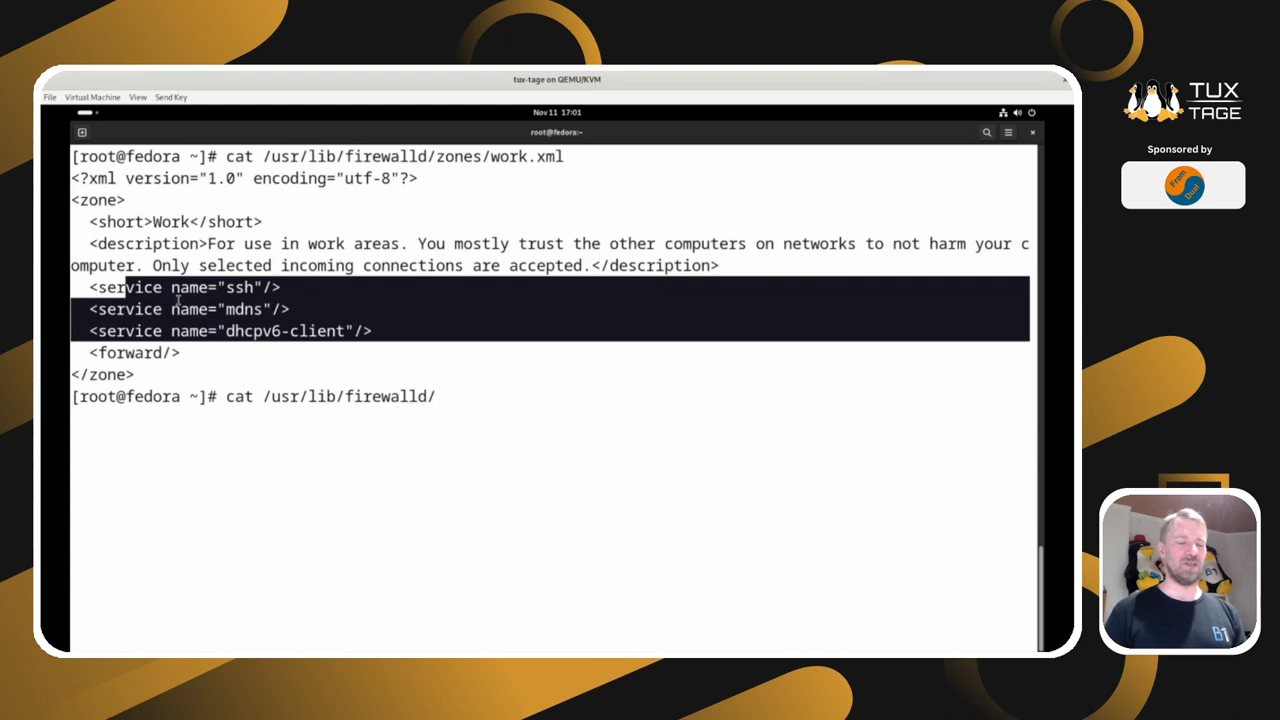 tux-tage on QEMU/KVM
File Virtual Machine View Send Key
Nov 11 17:01
root@fedora:~
[root@fedora ~]# cat /usr/lib/firewalld/zones/work.xml
<?xml version="1.0" encoding="utf-8"?>
<zone>
  <short>Work</short>
  <description>For use in work areas. You mostly trust the other computers on networks to not harm your c
omputer. Only selected incoming connections are accepted.</description>
  <service name="ssh"/>
  <service name="mdns"/>
  <service name="dhcpv6-client"/>
  <forward/>
</zone>
[root@fedora ~]# cat /usr/lib/firewalld/
TUX
TAGE
Sponsored by
From
Dual
B1
B1